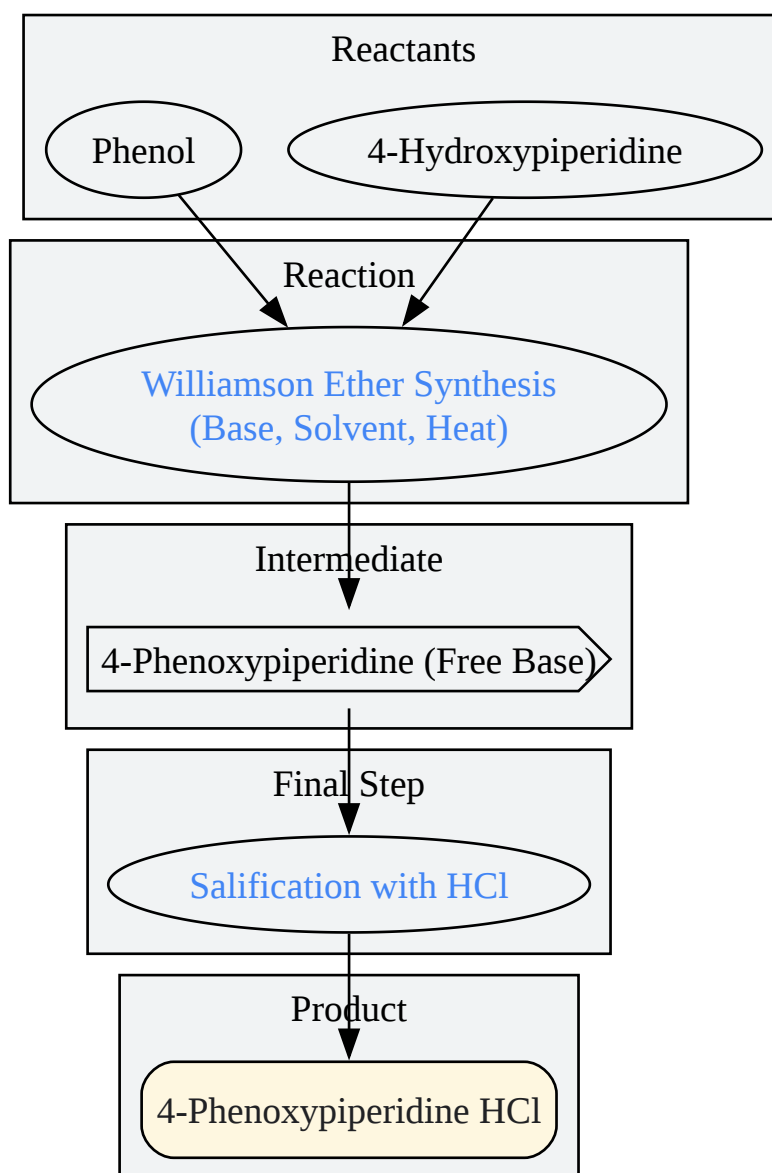 Reactants
Phenol
4-Hydroxypiperidine
Reaction
Williamson Ether Synthesis
(Base, Solvent, Heat)
Intermediate
4-Phenoxypiperidine (Free Base)
Final Step
Salification with HCl
Product
4-Phenoxypiperidine HCl